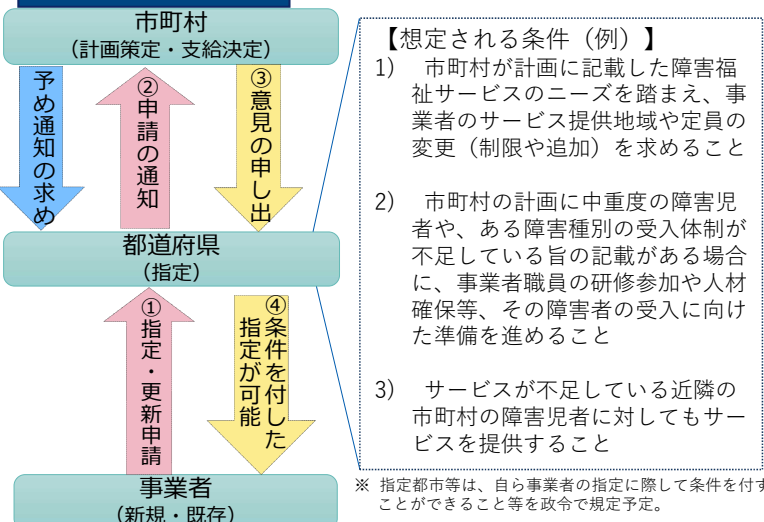 市町村
（計画策定・支給決定）
予め通知の求め
②申請の通知
③意見の申し出
都道府県
（指定）
①指定・更新申請
④条件を付した
指定が可能
事業者
（新規・既存）
【想定される条件（例）】
1)　市町村が計画に記載した障害福
祉サービスのニーズを踏まえ、事
業者のサービス提供地域や定員の
変更（制限や追加）を求めること
2)　市町村の計画に中重度の障害児
者や、ある障害種別の受入体制が
不足している旨の記載がある場合
に、事業者職員の研修参加や人材
確保等、その障害者の受入に向け
た準備を進めること
3)　サービスが不足している近隣の
市町村の障害児者に対してもサー
ビスを提供すること
※ 指定都市等は、自ら事業者の指定に際して条件を付す
ことができること等を政令で規定予定。